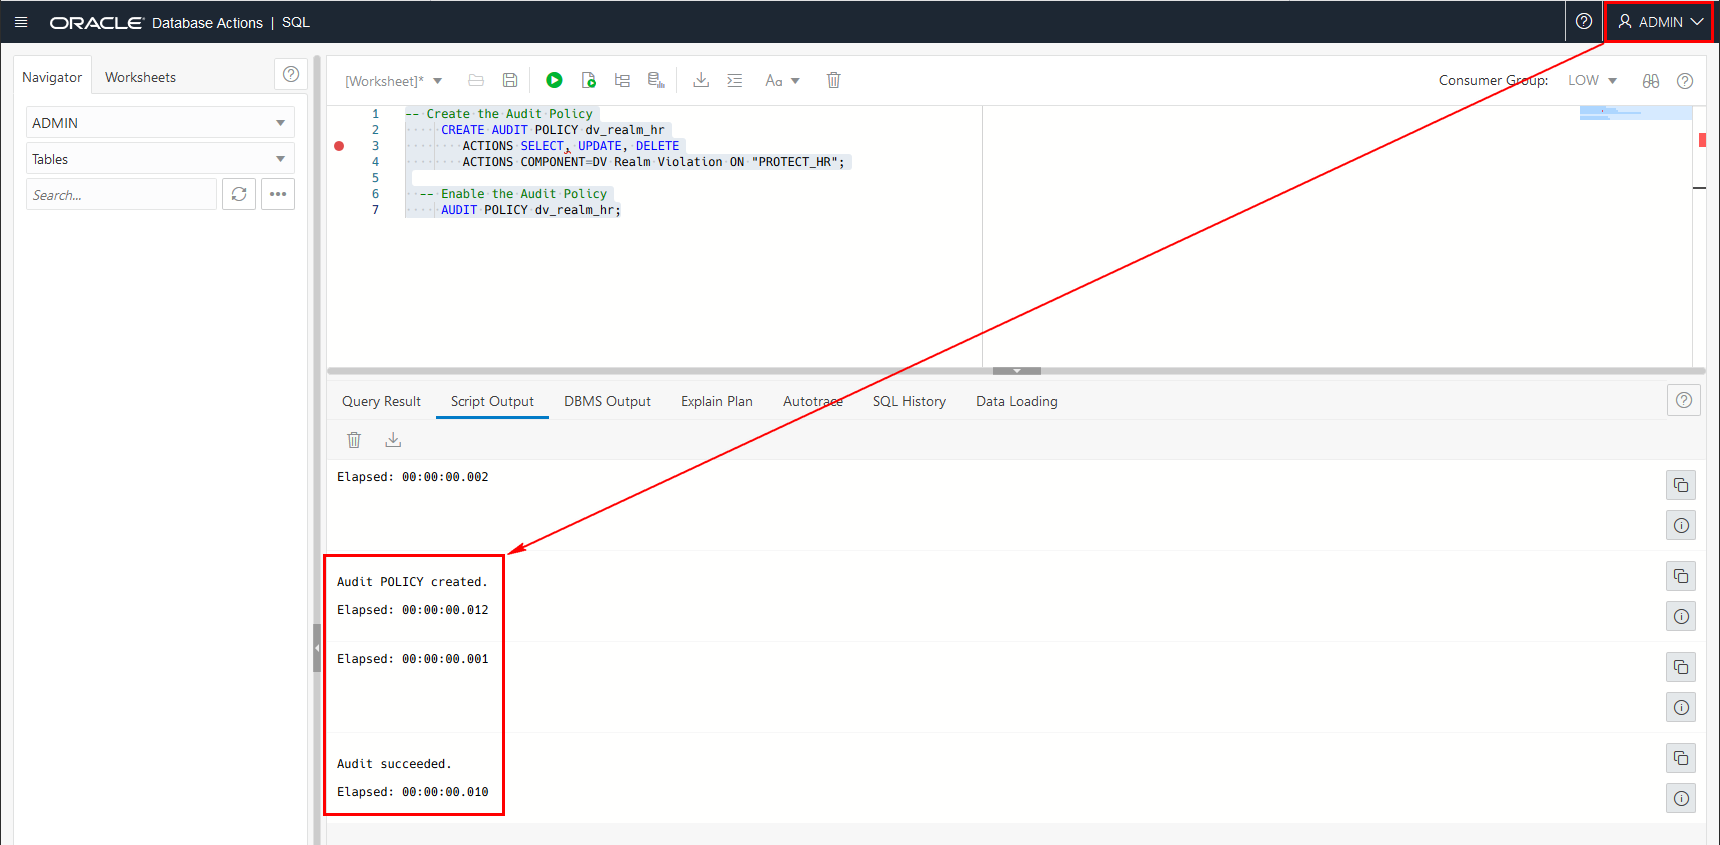 ORACLE Database Actions | SQL
ADMIN
Navigator
Worksheets
ADMIN
Tables
Search...
[Worksheet]*
Aa
Consumer Group:
LOW
1 -- Create the Audit Policy
2 CREATE AUDIT POLICY dv_realm_hr
3 ACTIONS SELECT, UPDATE, DELETE
4 ACTIONS COMPONENT=DV Realm Violation ON "PROTECT_HR";
5
6 -- Enable the Audit Policy
7 AUDIT POLICY dv_realm_hr;
Query Result
Script Output
DBMS Output
Explain Plan
Autotrace
SQL History
Data Loading
Elapsed: 00:00:00.002
Audit POLICY created.
Elapsed: 00:00:00.012
Elapsed: 00:00:00.001
Audit succeeded.
Elapsed: 00:00:00.010